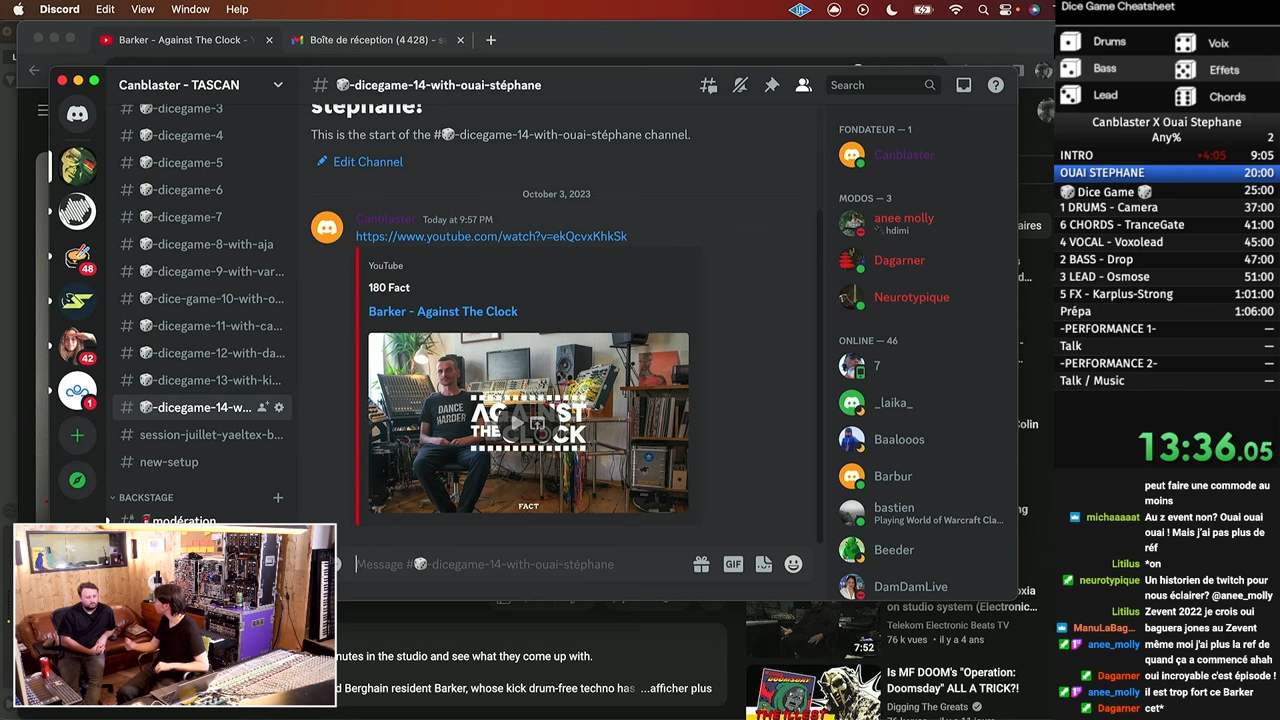 Discord Edit View Window Help
Barker - Against The Clock - Y
Boîte de réception (4 428) - s
Canblaster - TASCAN
dicegame-3
dicegame-4
dicegame-5
dicegame-6
dicegame-7
dicegame-8-with-aja
dicegame-9-with-var...
dice-game-10-with-o...
dicegame-11-with-ca...
dicegame-12-with-da...
dicegame-13-with-ki...
-dicegame-14-w...
session-juillet-yaeltex-b...
new-setup
BACKSTAGE
modération
48
42
1
# 🎲-dicegame-14-with-ouai-stéphane
Search
stephane!
This is the start of the #🎲-dicegame-14-with-ouai-stéphane channel.
Edit Channel
October 3, 2023
Canblaster Today at 9:57 PM
https://www.youtube.com/watch?v=ekQcvxKhkSk
YouTube
180 Fact
Barker - Against The Clock
DANCE HARDER
AGAINST
THE CLOCK
FACT
Message #🎲-dicegame-14-with-ouai-stéphane
GIF
FONDATEUR — 1
Canblaster
MODOS — 3
anee molly
hdimi
Dagarner
Neurotypique
ONLINE — 46
7
_laika_
Baalooos
Barbur
bastien
Playing World of Warcraft Cla...
Beeder
DamDamLive
aires
on studio system (Electronic...
Telekom Electronic Beats TV
76 k vues • il y a 4 ans
7:52
Is MF DOOM's "Operation:
Doomsday" ALL A TRICK?!
Digging The Greats
THE ILLEST
nutes in the studio and see what they come up with.
Berghain resident Barker, whose kick drum-free techno has ...afficher plus
Dice Game Cheatsheet
Drums Voix
Bass Effets
Lead Chords
Canblaster X Ouai Stephane
Any% 2
INTRO +4:05 9:05
OUAI STEPHANE 20:00
🎲 Dice Game 🎲 25:00
1 DRUMS - Camera 37:00
6 CHORDS - TranceGate 41:00
4 VOCAL - Voxolead 45:00
2 BASS - Drop 47:00
3 LEAD - Osmose 51:00
5 FX - Karplus-Strong 1:01:00
Prépa 1:06:00
-PERFORMANCE 1- —
Talk —
-PERFORMANCE 2- —
Talk / Music —
13:36.05
peut faire une commode au
moins
michaaaat Au z event non? Ouai ouai
ouai ! Mais j'ai pas plus de
réf
Litilus *on
neurotypique Un historien de twitch pour
nous éclairer? @anee_molly
Litilus Zevent 2022 je crois oui
ManuLaBag... baguera jones au Zevent
anee_molly même moi j'ai plus la ref de
quand ça a commencé ahah
Dagarner oui incroyable c'est épisode !
anee_molly il est trop fort ce Barker
Dagarner cet*